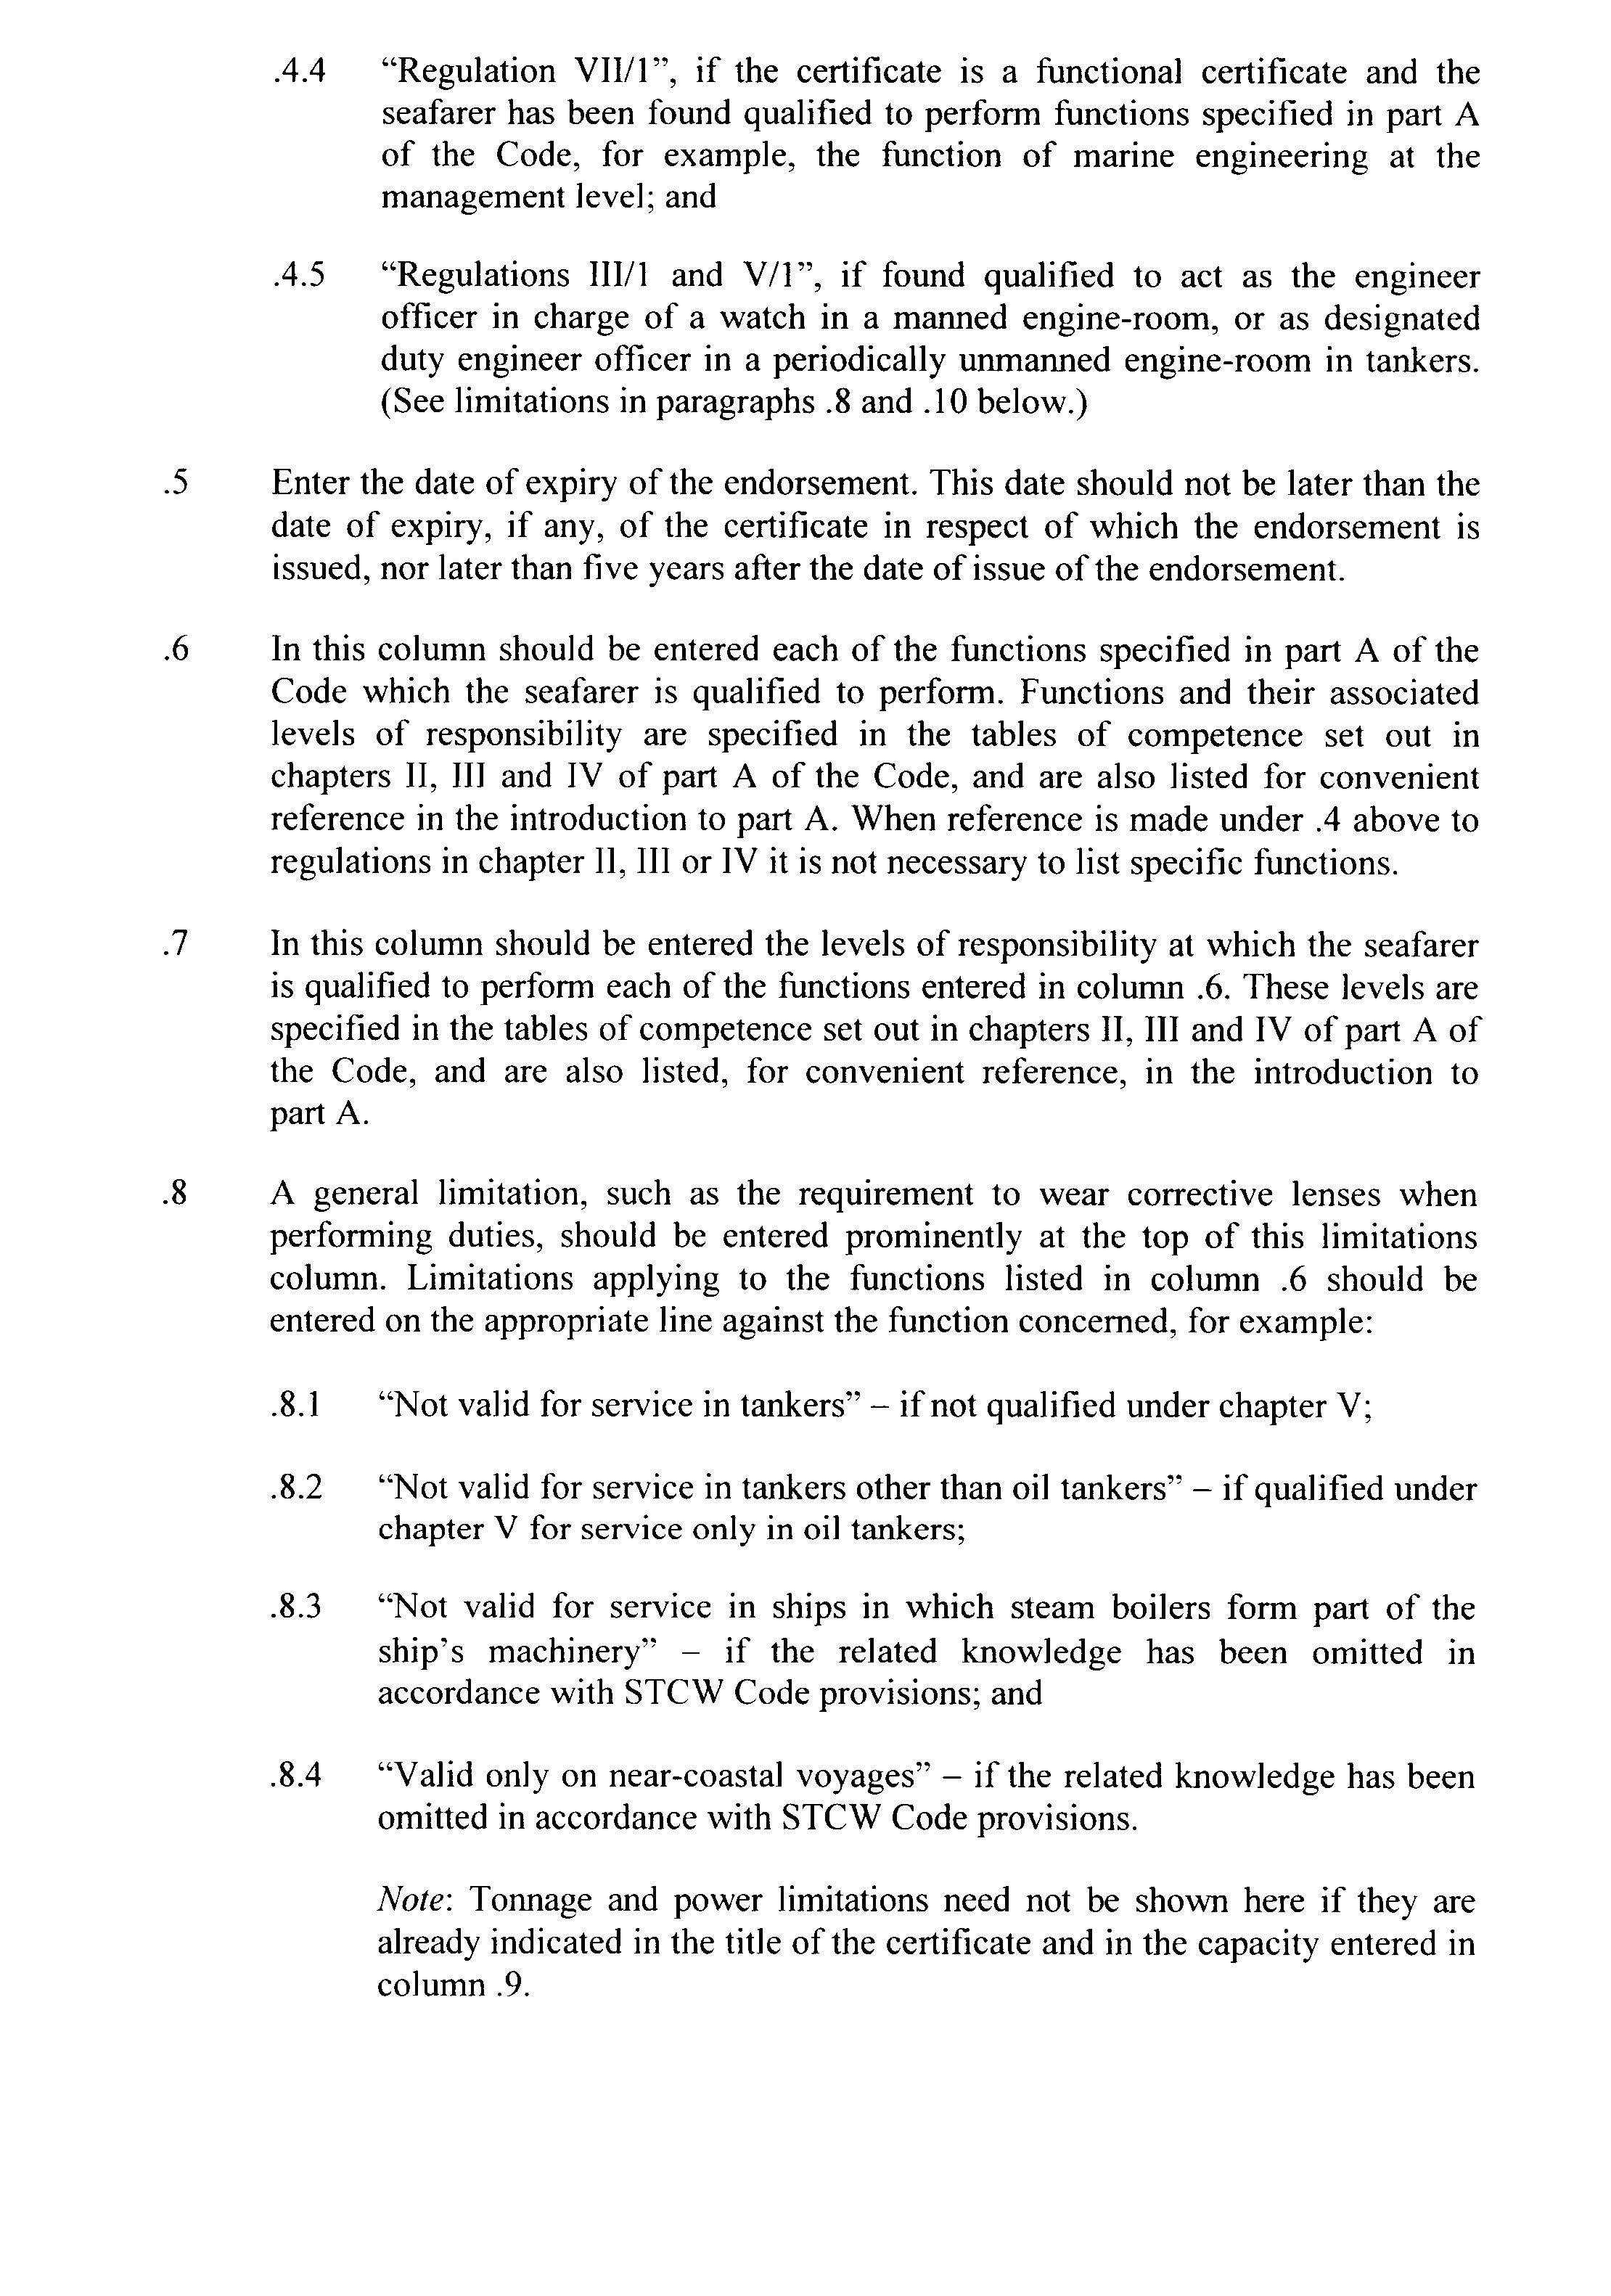 .4.4 “Regulation VII/1”, if the certificate is a functional certificate and the
seafarer has been found qualified to perform functions specified in part A
of the Code, for example, the function of marine engineering at the
management level; and
.4.5 “Regulations III/1 and V/1”, if found qualified to act as the engineer
officer in charge of a watch in a manned engine-room, or as designated
duty engineer officer in a periodically unmanned engine-room in tankers.
(See limitations in paragraphs .8 and .10 below.)
.5 Enter the date of expiry of the endorsement. This date should not be later than the
date of expiry, if any, of the certificate in respect of which the endorsement is
issued, nor later than five years after the date of issue of the endorsement.
.6 In this column should be entered each of the functions specified in part A of the
Code which the seafarer is qualified to perform. Functions and their associated
levels of responsibility are specified in the tables of competence set out in
chapters II, III and IV of part A of the Code, and are also listed for convenient
reference in the introduction to part A. When reference is made under .4 above to
regulations in chapter II, III or IV it is not necessary to list specific functions.
.7 In this column should be entered the levels of responsibility at which the seafarer
is qualified to perform each of the functions entered in column .6. These levels are
specified in the tables of competence set out in chapters II, III and IV of part A of
the Code, and are also listed, for convenient reference, in the introduction to
part A.
.8 A general limitation, such as the requirement to wear corrective lenses when
performing duties, should be entered prominently at the top of this limitations
column. Limitations applying to the functions listed in column .6 should be
entered on the appropriate line against the function concerned, for example:
.8.1 “Not valid for service in tankers” – if not qualified under chapter V;
.8.2 “Not valid for service in tankers other than oil tankers” – if qualified under
chapter V for service only in oil tankers;
.8.3 “Not valid for service in ships in which steam boilers form part of the
ship’s machinery” – if the related knowledge has been omitted in
accordance with STCW Code provisions; and
.8.4 “Valid only on near-coastal voyages” – if the related knowledge has been
omitted in accordance with STCW Code provisions.
Note: Tonnage and power limitations need not be shown here if they are
already indicated in the title of the certificate and in the capacity entered in
column .9.